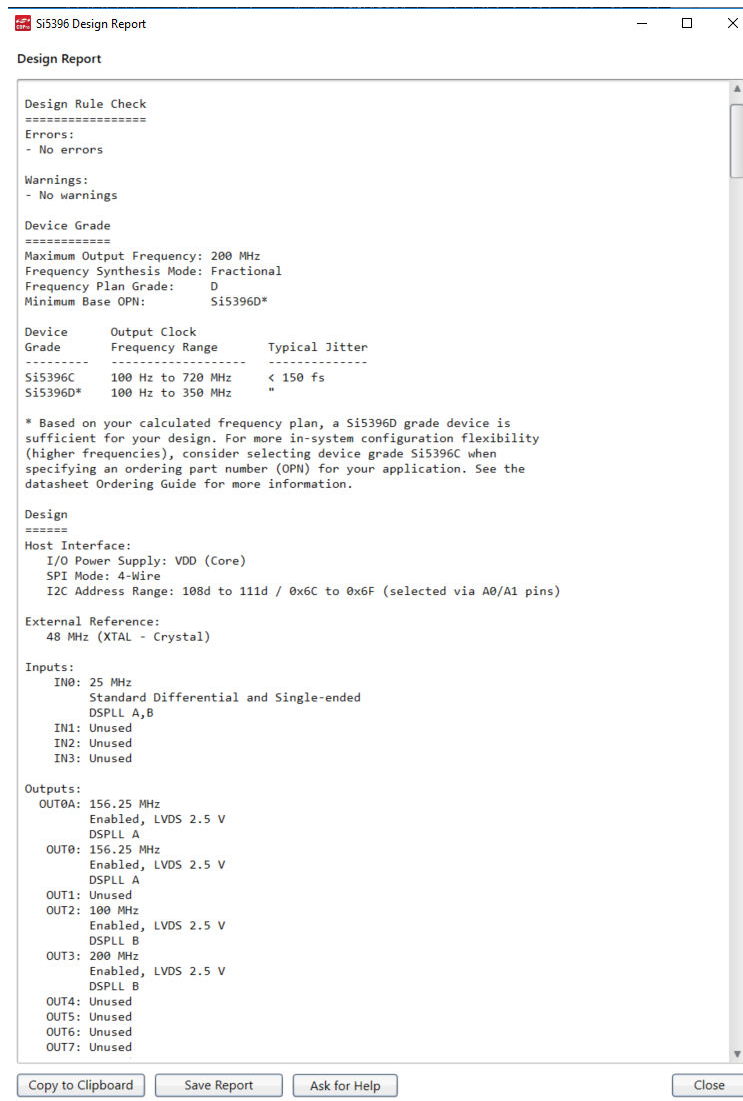 Si5396 Design Report
Design Report
Design Rule Check
=================
Errors:
- No errors
Warnings:
- No warnings
Device Grade
============
Maximum Output Frequency: 200 MHz
Frequency Synthesis Mode: Fractional
Frequency Plan Grade:     D
Minimum Base OPN:         Si5396D*
Device      Output Clock
Grade       Frequency Range       Typical Jitter
---------   -------------------   --------------
Si5396C     100 Hz to 720 MHz     < 150 fs
Si5396D*    100 Hz to 350 MHz     "
* Based on your calculated frequency plan, a Si5396D grade device is
sufficient for your design. For more in-system configuration flexibility
(higher frequencies), consider selecting device grade Si5396C when
specifying an ordering part number (OPN) for your application. See the
datasheet Ordering Guide for more information.
Design
======
Host Interface:
   I/O Power Supply: VDD (Core)
   SPI Mode: 4-Wire
   I2C Address Range: 108d to 111d / 0x6C to 0x6F (selected via A0/A1 pins)
External Reference:
   48 MHz (XTAL - Crystal)
Inputs:
    IN0: 25 MHz
         Standard Differential and Single-ended
         DSPLL A,B
    IN1: Unused
    IN2: Unused
    IN3: Unused
Outputs:
  OUT0A: 156.25 MHz
         Enabled, LVDS 2.5 V
         DSPLL A
   OUT0: 156.25 MHz
         Enabled, LVDS 2.5 V
         DSPLL A
   OUT1: Unused
   OUT2: 100 MHz
         Enabled, LVDS 2.5 V
         DSPLL B
   OUT3: 200 MHz
         Enabled, LVDS 2.5 V
         DSPLL B
   OUT4: Unused
   OUT5: Unused
   OUT6: Unused
   OUT7: Unused
Copy to Clipboard Save Report Ask for Help Close